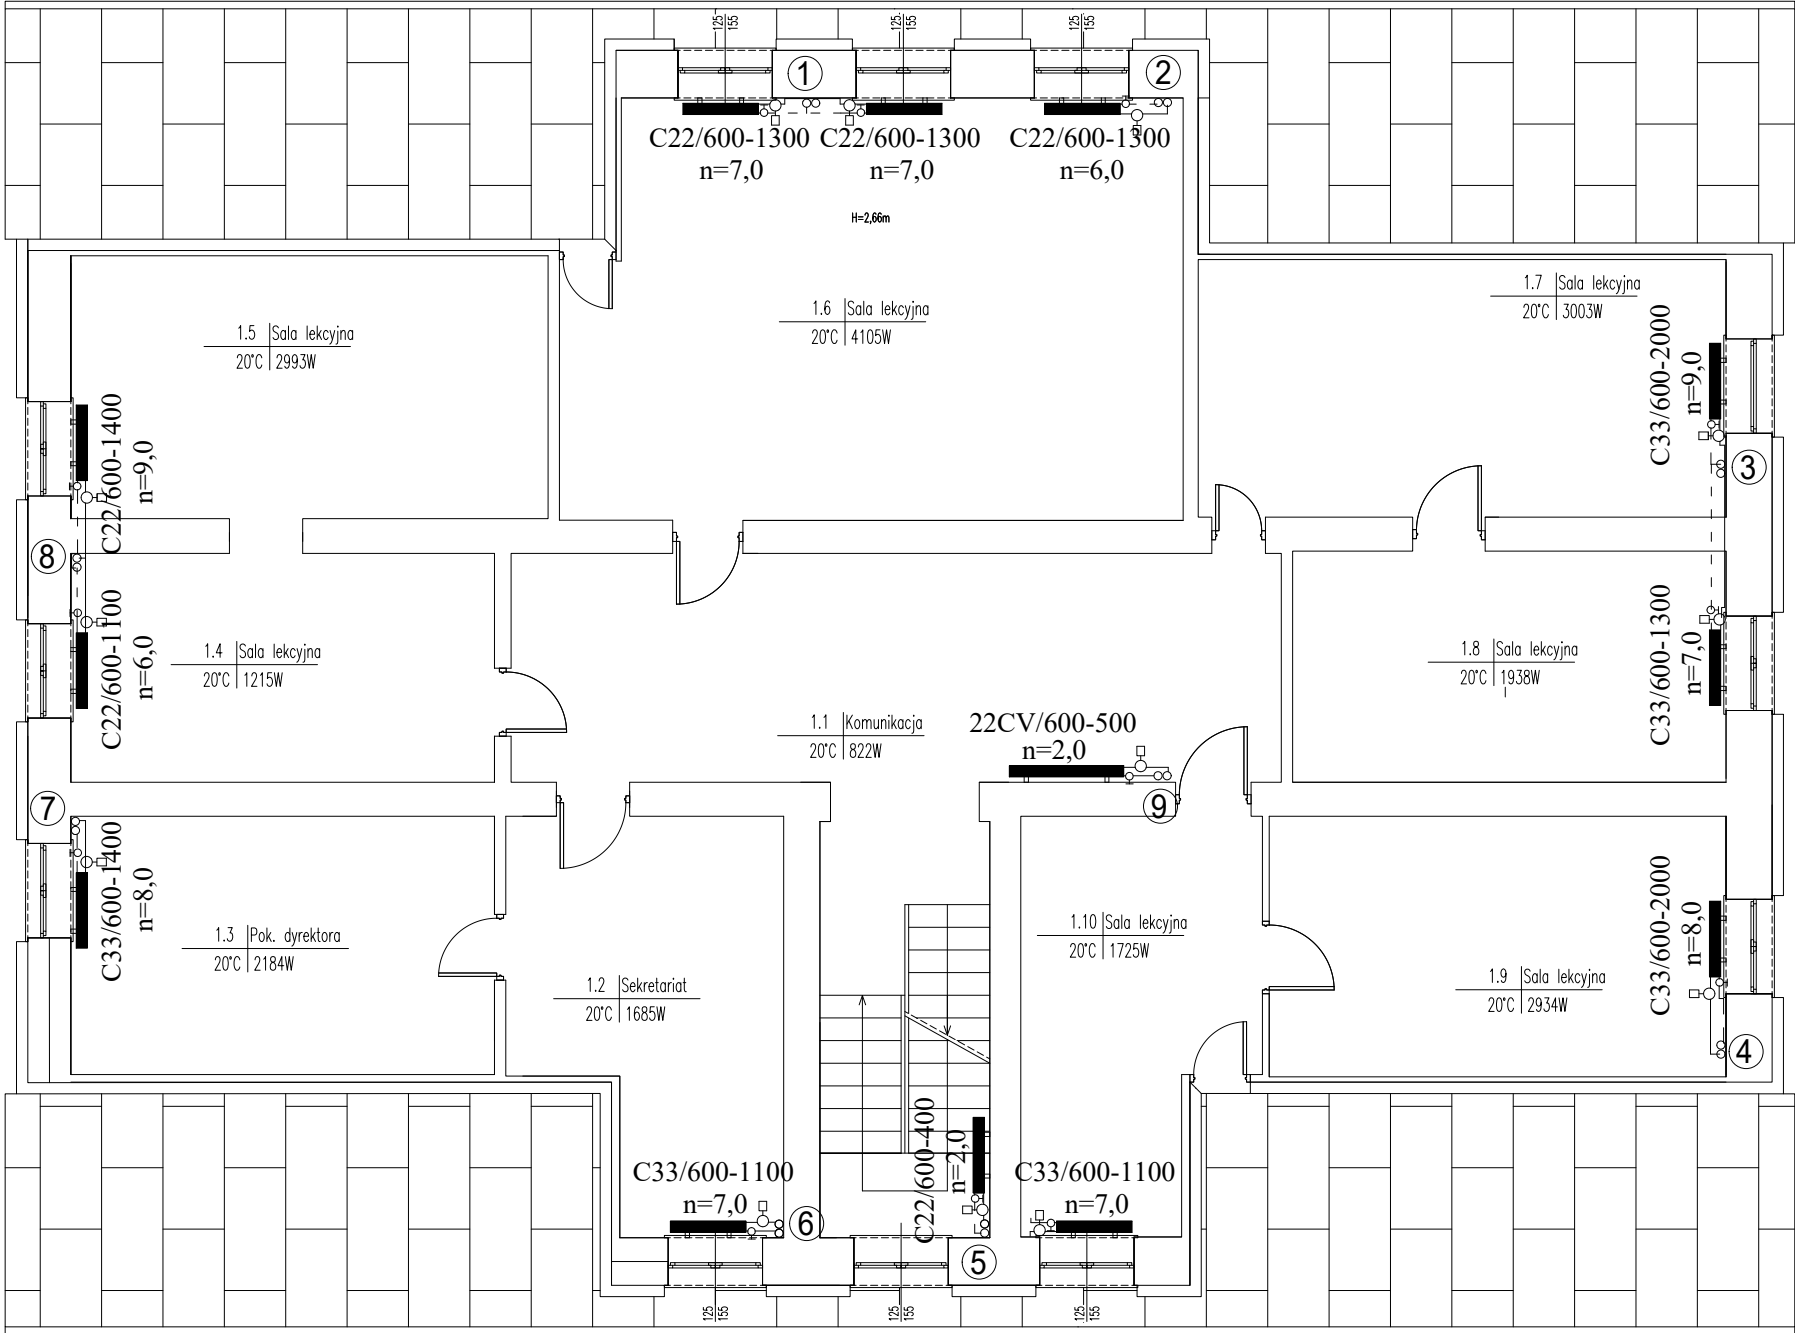 125
155
125
155
125
155
1
2
C22/600-1300
n=7,0
C22/600-1300
n=7,0
C22/600-1300
n=6,0
H=2,66m
1.5 Sala lekcyjna
20°C 2993W
1.6 Sala lekcyjna
20°C 4105W
1.7 Sala lekcyjna
20°C 3003W
C33/600-2000
n=9,0
3
C22/600-1400
n=9,0
8
C22/600-1100
n=6,0
1.4 Sala lekcyjna
20°C 1215W
1.8 Sala lekcyjna
20°C 1938W
C33/600-1300
n=7,0
1.1 Komunikacja
20°C 822W
22CV/600-500
n=2,0
9
7
C33/600-1400
n=8,0
1.3 Pok. dyrektora
20°C 2184W
1.2 Sekretariat
20°C 1685W
1.10 Sala lekcyjna
20°C 1725W
1.9 Sala lekcyjna
20°C 2934W
C33/600-2000
n=8,0
4
C33/600-1100
n=7,0
6
C22/600-400
n=2,0
5
C33/600-1100
n=7,0
125
155
125
155
125
155